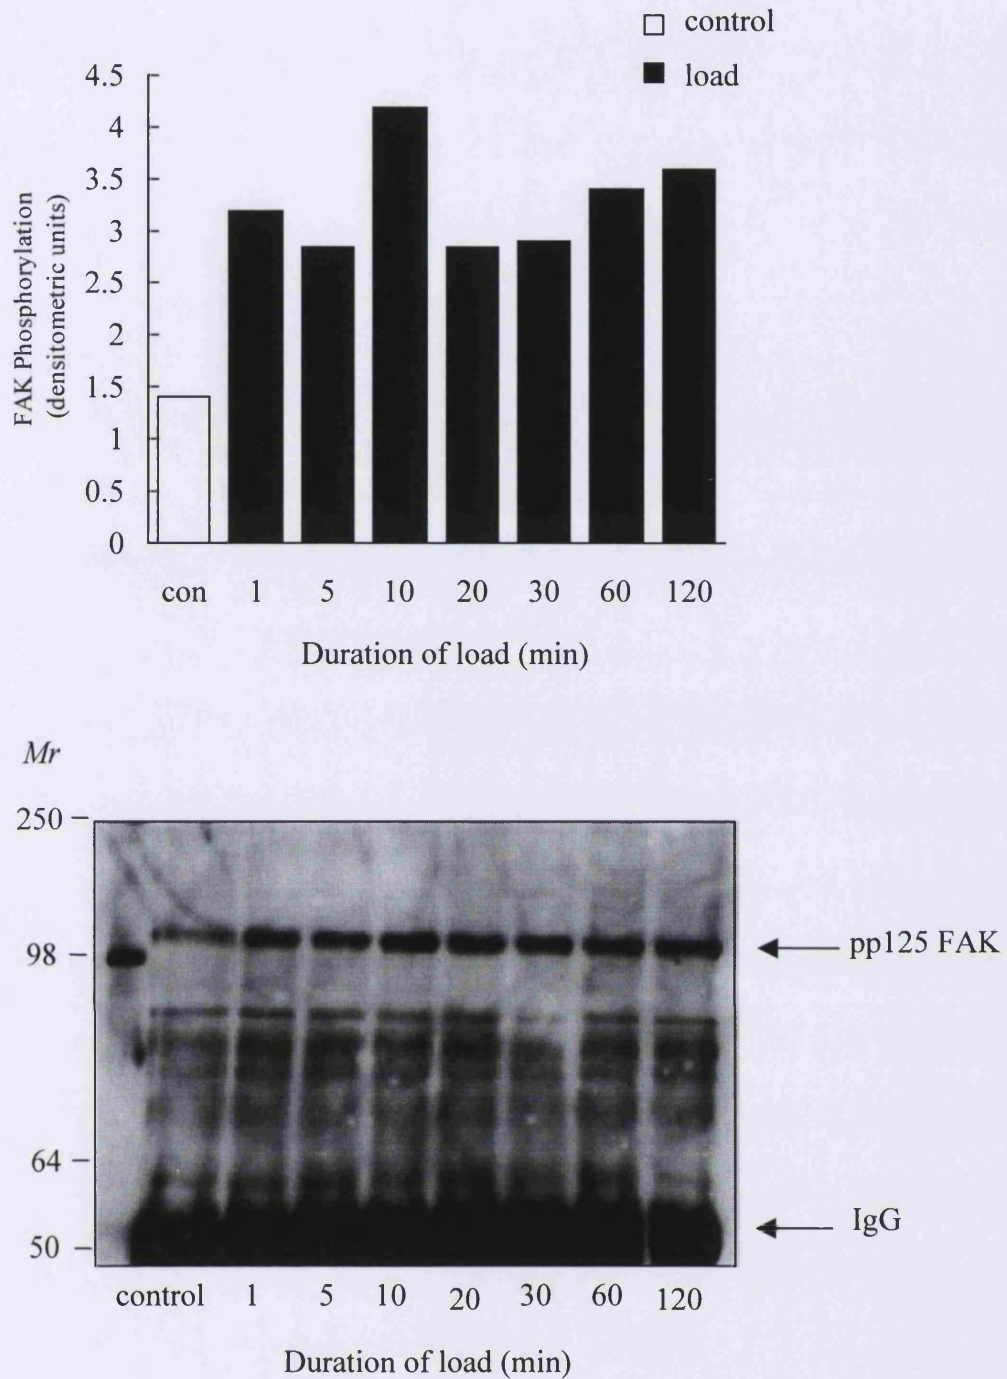 control
load
4.5
4
3.5
3
2.5
2
1.5
1
0.5
0
FAK Phosphorylation
(densitometric units)
con 1 5 10 20 30 60 120
Duration of load (min)
Mr
250
98
64
50
pp125 FAK
IgG
control 1 5 10 20 30 60 120
Duration of load (min)